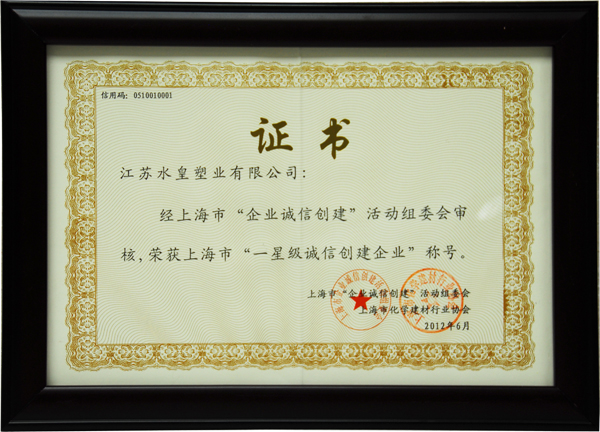 信用码：0510010001
证书
江苏水皇塑业有限公司：
经上海市“企业诚信创建”活动组委会审
核，荣获上海市“一星级诚信创建企业”称号。
上海市“企业诚信创建”活动组委会
上海市化学建材行业协会
2012年6月